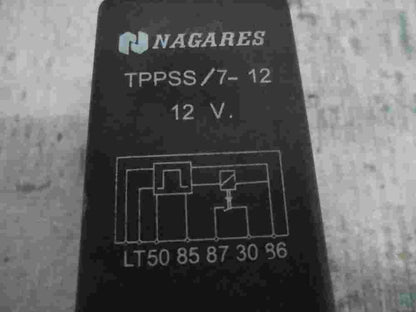 NAGARES
TPPSS/7-12
12 V.
LT50 85 87 30 86